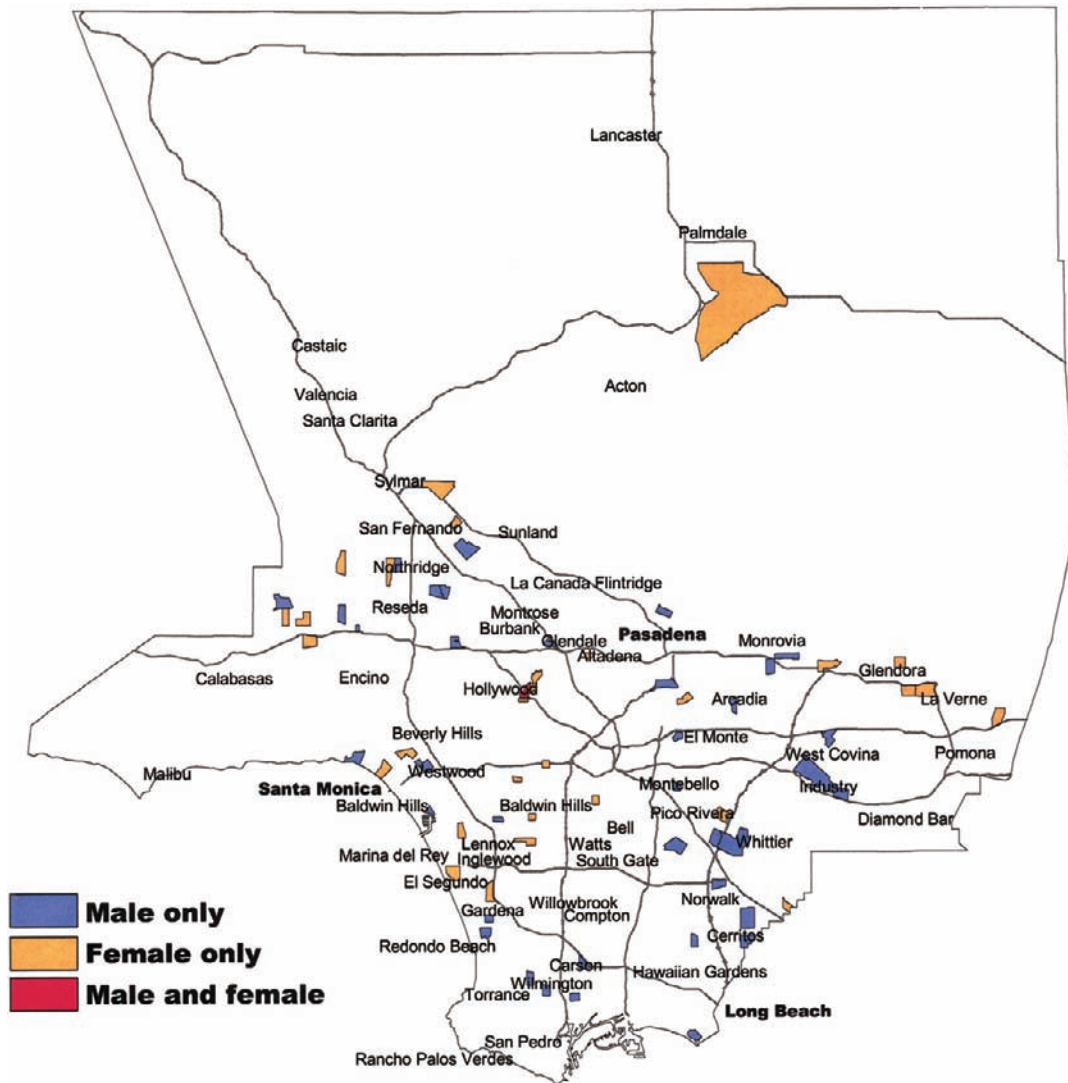 Lancaster
Palmdale
Castaic
Acton
Valencia
Santa Clarita
Sylmar
San Fernando
Sunland
Northridge
La Canada Flintridge
Reseda
Montrose
Burbank
Glendale
Pasadena
Monrovia
Altadena
Glendora
Calabasas
Encino
Hollywood
Arcadia
La Verne
Beverly Hills
El Monte
West Covina
Pomona
Malibu
Westwood
Santa Monica
Montebello
Industry
Baldwin Hills
Baldwin Hills
Pico Rivera
Diamond Bar
Bell
Marina del Rey
Lennox
Watts
Whittier
Inglewood
South Gate
El Segundo
Norwalk
Gardena
Willowbrook
Compton
Redondo Beach
Cerritos
Carson
Hawaiian Gardens
Wilmington
Torrance
Long Beach
San Pedro
Rancho Palos Verdes
Male only
Female only
Male and female